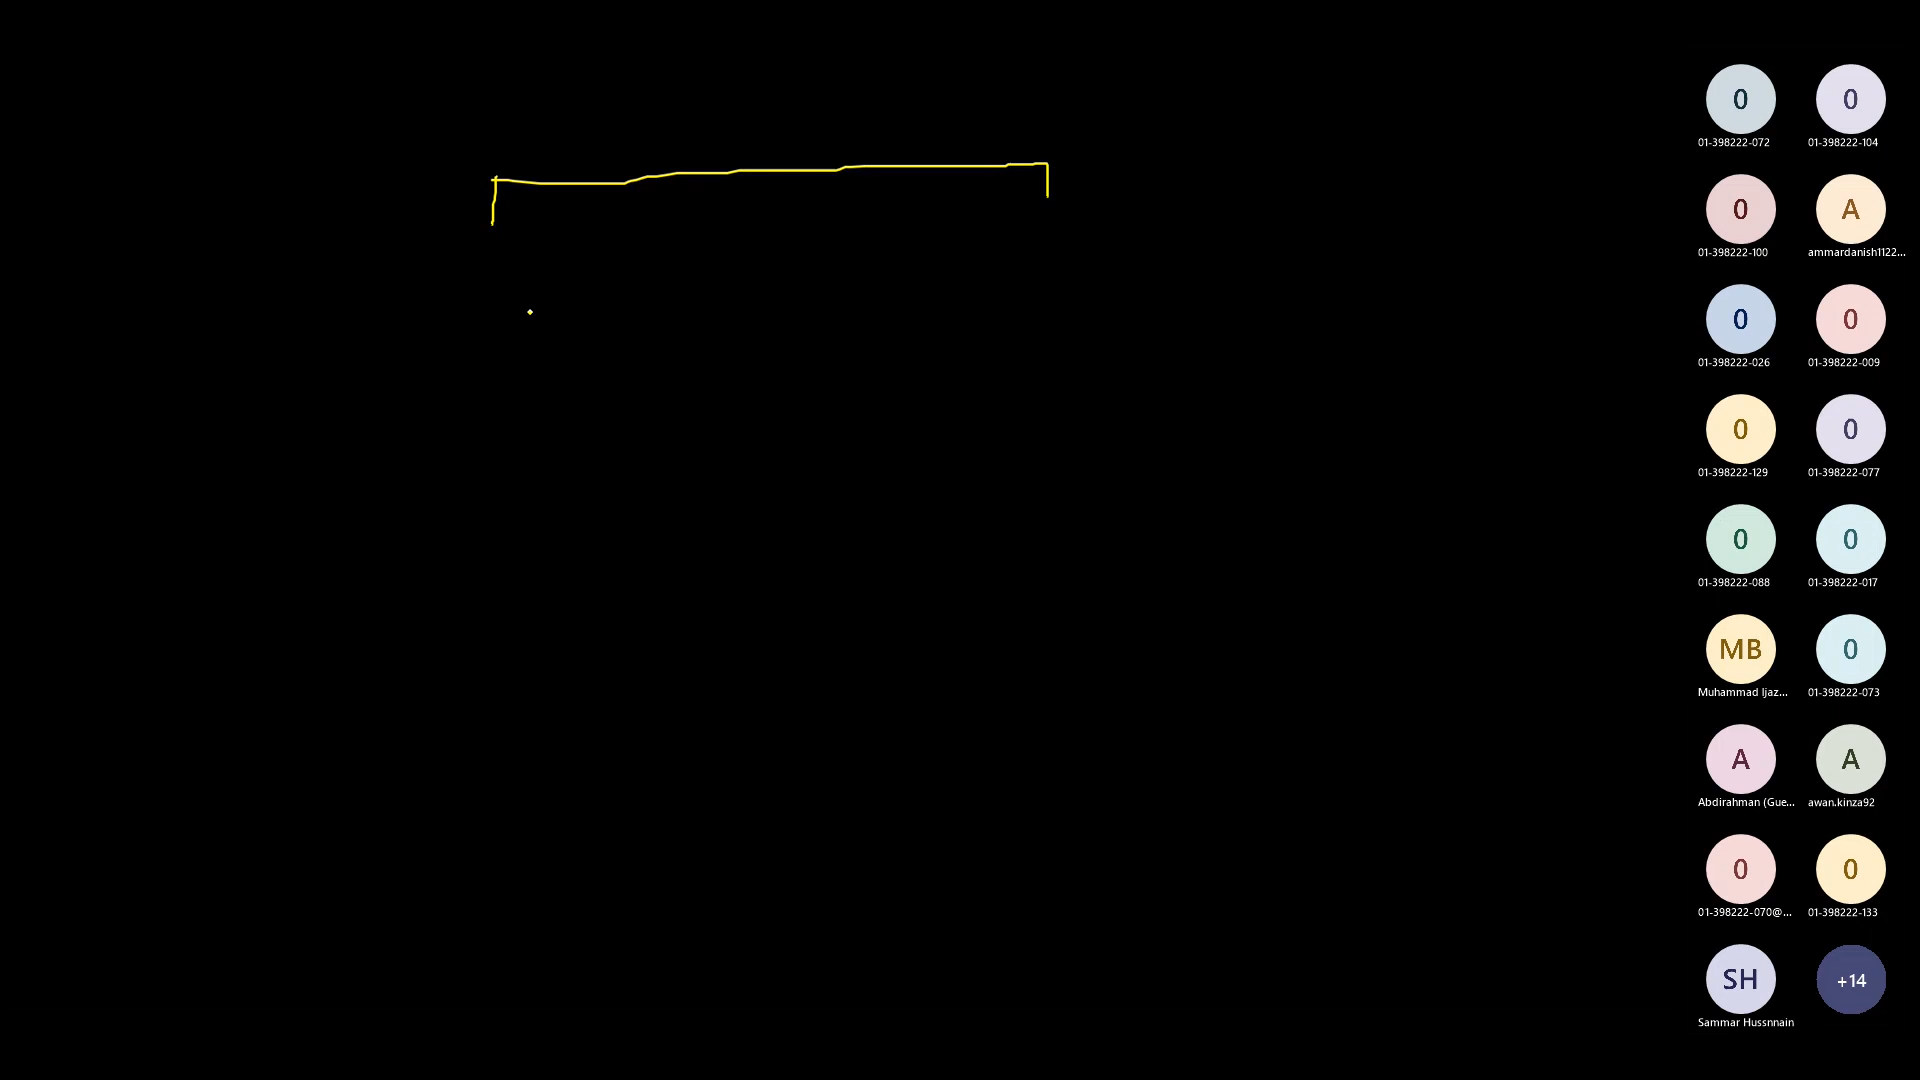 0 0
01-398222-072 01-398222-104
0 A
01-398222-100 ammardanish1122...
0 0
01-398222-026 01-398222-009
0 0
01-398222-129 01-398222-077
0 0
01-398222-088 01-398222-017
MB 0
Muhammad Ijaz... 01-398222-073
A A
Abdirahman (Gue... awan.kinza92
0 0
01-398222-070@... 01-398222-133
SH +14
Sammar Hussnnain